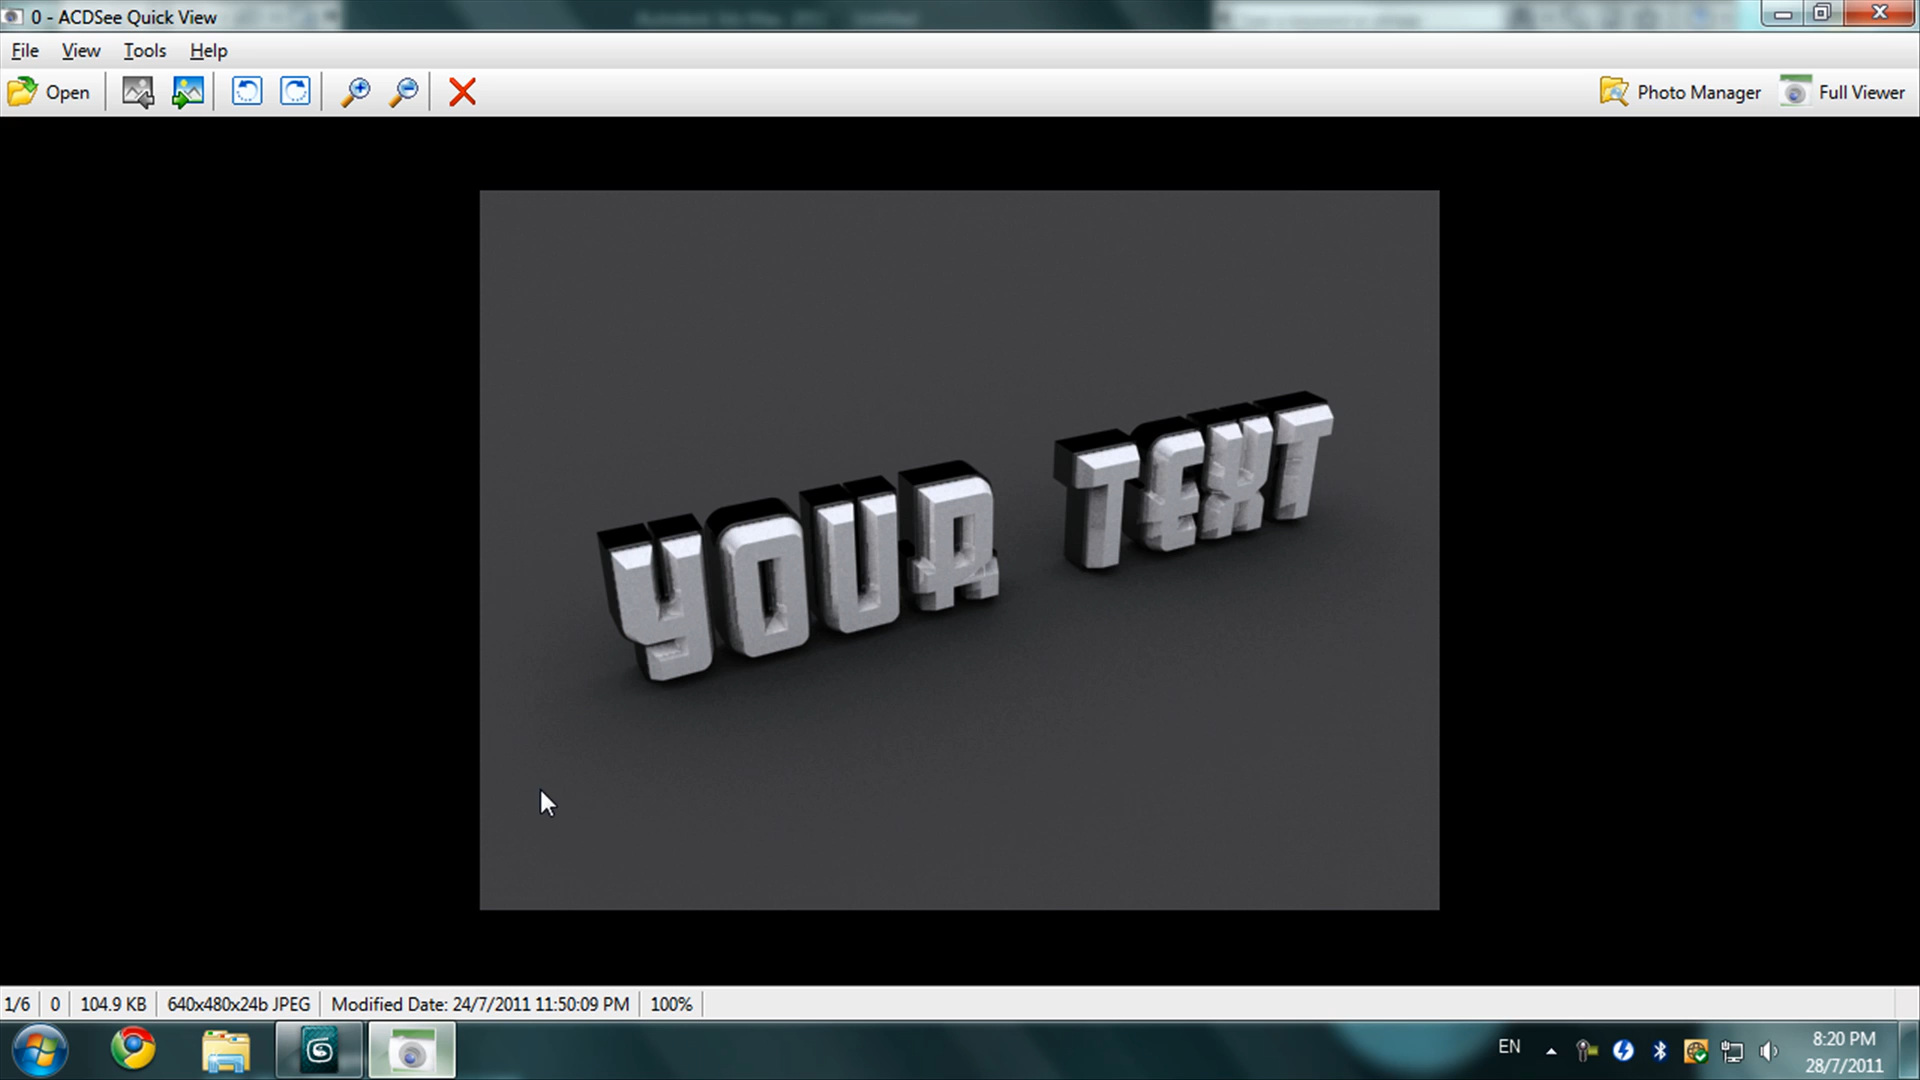 0 - ACDSee Quick View
File View Tools Help
Open Photo Manager Full Viewer
YOUR TEXT
1/6 0 104.9 KB 640x480x24b JPEG Modified Date: 24/7/2011 11:50:09 PM 100%
EN 8:20 PM
28/7/2011